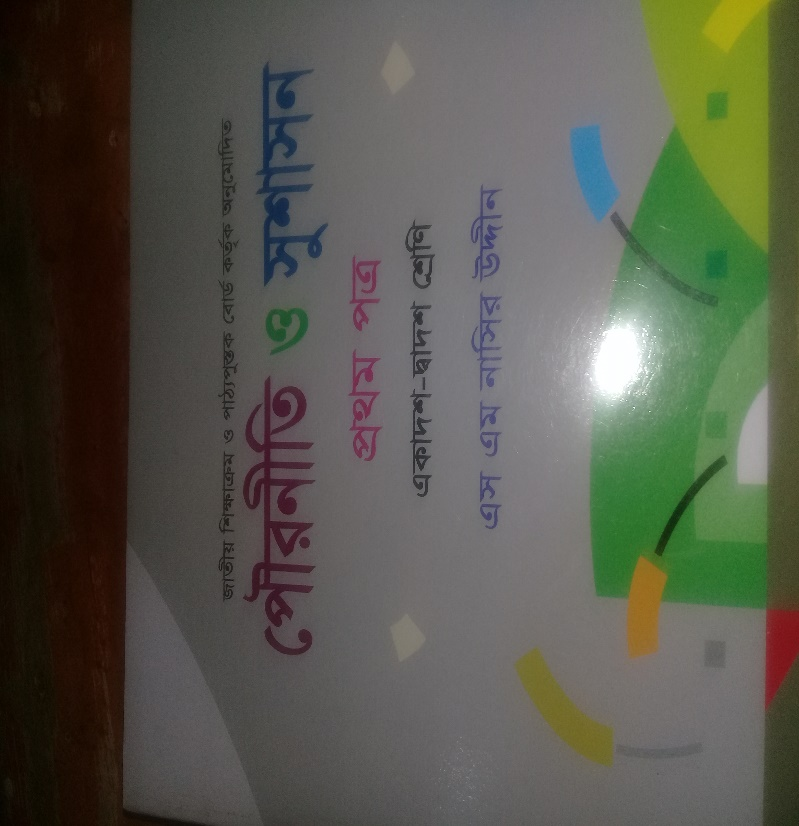 জাতীয় শিক্ষাক্রম ও পাঠ্যপুস্তক বোর্ড কর্তৃক অনুমোদিত
পৌরনীতি ও সুশাসন
প্রথম পত্র
একাদশ-দ্বাদশ শ্রেণি
এস এম নাসির উদ্দীন